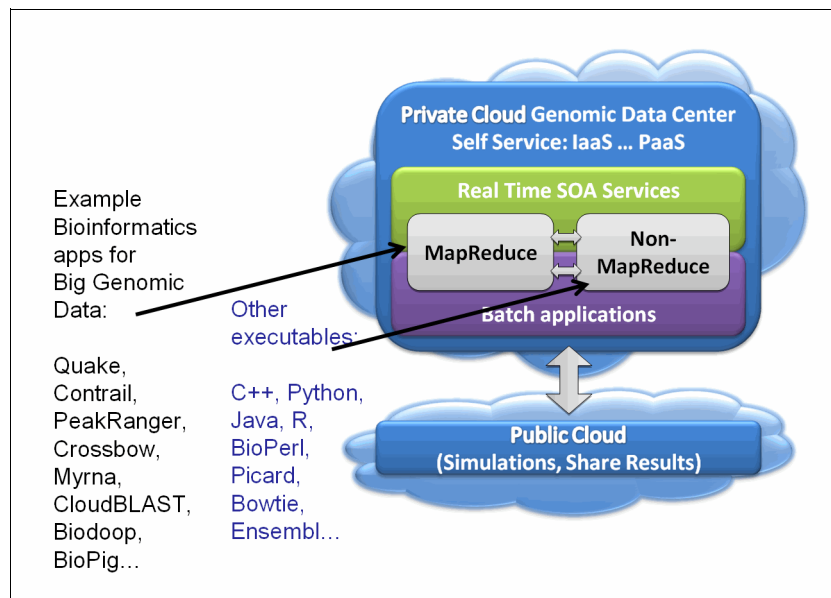 Private Cloud Genomic Data Center
Self Service: IaaS ... PaaS
Real Time SOA Services
MapReduce
Non-
MapReduce
Batch applications
Public Cloud
(Simulations, Share Results)
Example
Bioinformatics
apps for
Big Genomic
Data:
Quake,
Contrail,
PeakRanger,
Crossbow,
Myrna,
CloudBLAST,
Biodoop,
BioPig…
Other
executables:
C++, Python,
Java, R,
BioPerl,
Picard,
Bowtie,
Ensembl…